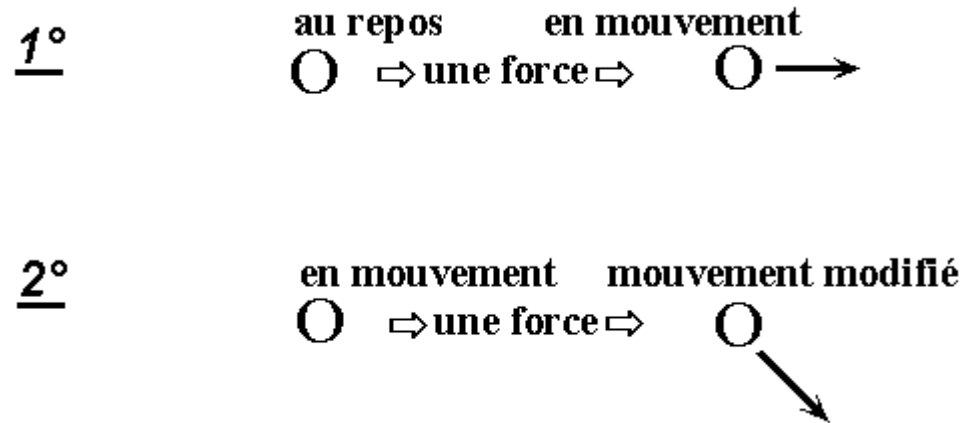 1°
au repos en mouvement
O ⇨ une force ⇨ O
2°
en mouvement mouvement modifié
O ⇨ une force ⇨ O